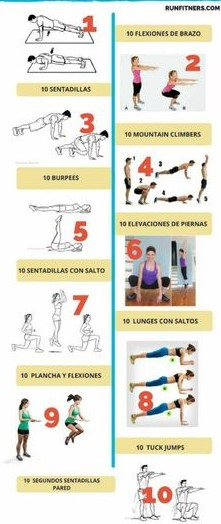 RUNFITNERS.COM
1
10 FLEXIONES DE BRAZO
2
10 SENTADILLAS
3
10 MOUNTAIN CLIMBERS
4
10 BURPEES
5
10 ELEVACIONES DE PIERNAS
6
10 SENTADILLAS CON SALTO
7
10 LUNGES CON SALTOS
8
10 PLANCHA Y FLEXIONES
9
10 TUCK JUMPS
10
10 SEGUNDOS SENTADILLAS
PARED